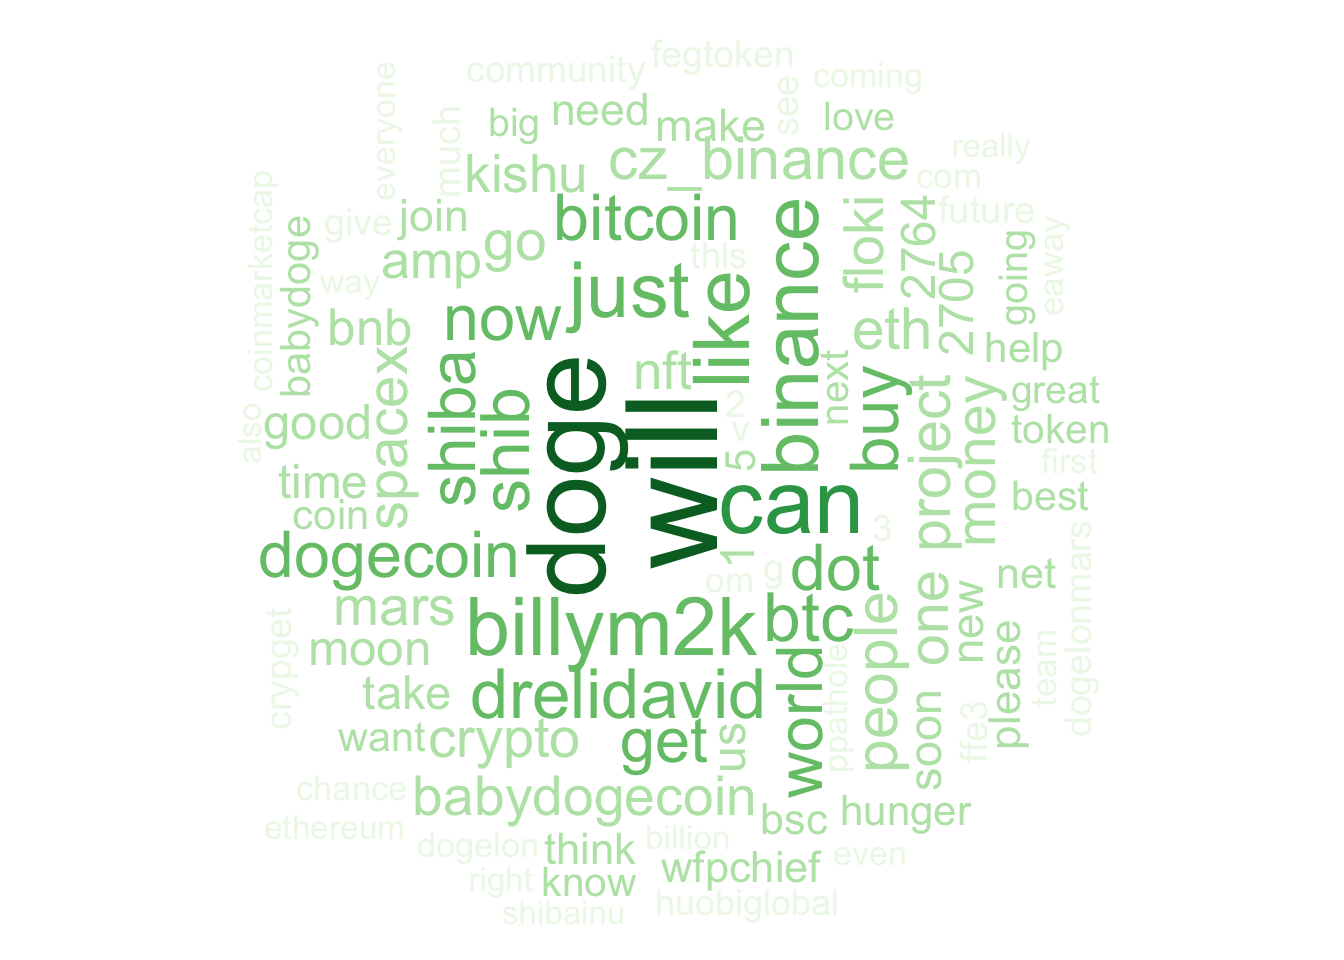 fegtoken
community
coming
everyone
see
big
need
make
love
much
really
kishu
cz_binance
com
coinmarketcap
give
join
bitcoin
floki
2764
future
babydoge
amp
go
thls
binance
2705
going
eaway
way
just
like
bnb
now
eth
help
spacex
shiba
nft
next
great
also
good
shib
doge
will
2
v
5
buy
project
money
token
first
time
can
best
coin
3
dogecoin
1
om
g
dot
one
net
dogelonmars
mars
billym2k
btc
people
new
crypget
moon
world
ppathole
please
team
take
drelidavid
soon
ffe3
want
crypto
get
us
chance
babydogecoin
bsc
hunger
ethereum
dogelon
think
billion
even
right
know
wfpchief
shibainu
huobiglobal